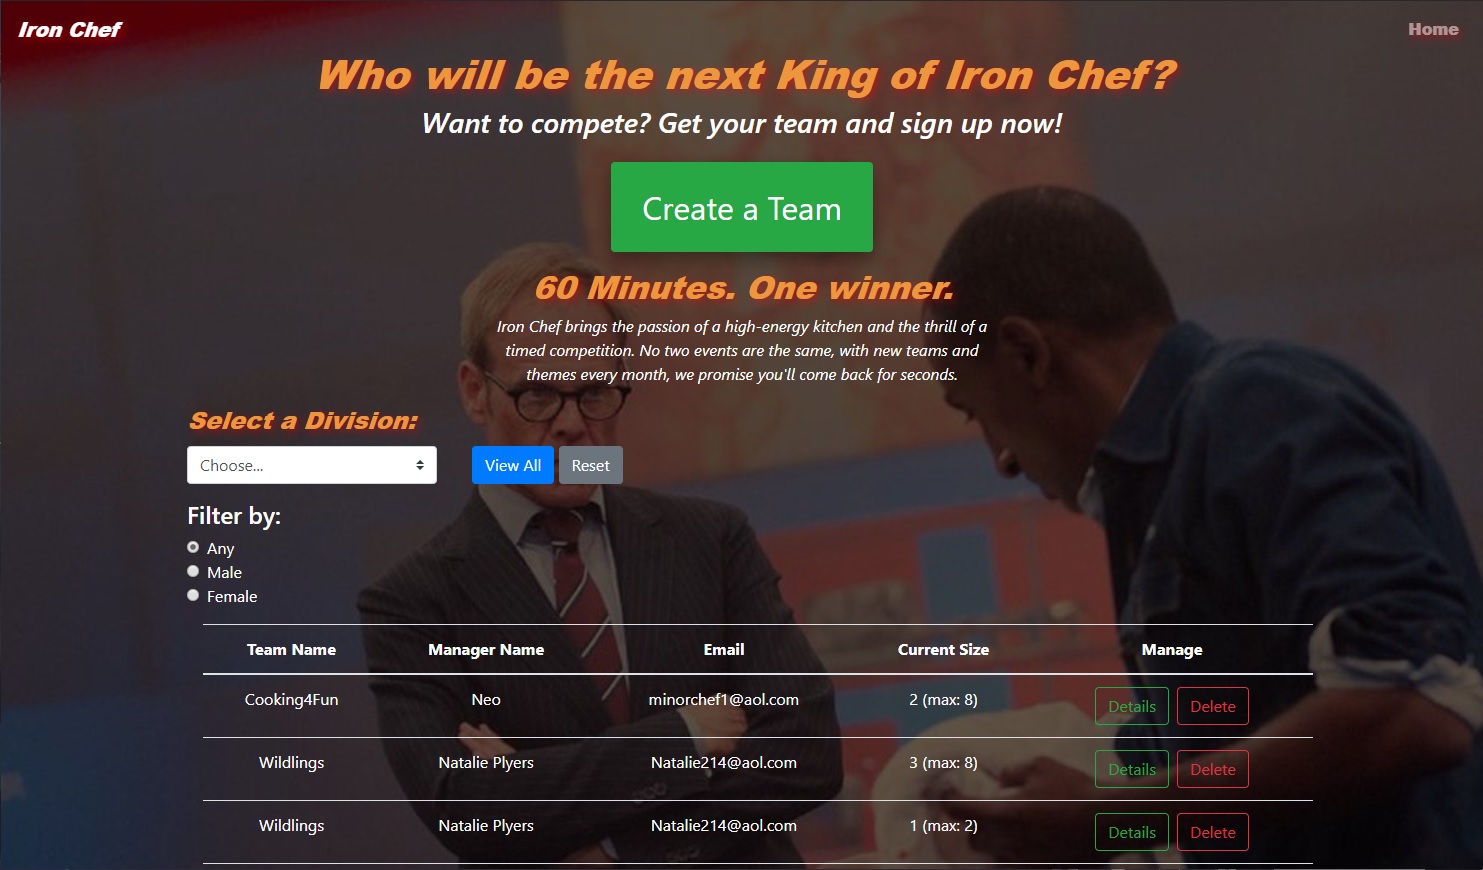 Iron Chef
Home
Who will be the next King of Iron Chef?
Want to compete? Get your team and sign up now!
Create a Team
60 Minutes. One winner.
Iron Chef brings the passion of a high-energy kitchen and the thrill of a
timed competition. No two events are the same, with new teams and
themes every month, we promise you'll come back for seconds.
Select a Division:
Choose... View All Reset
Filter by:
Any
Male
Female
Team Name Manager Name Email Current Size Manage
Cooking4Fun Neo minorchef1@aol.com 2 (max: 8) Details Delete
Wildlings Natalie Plyers Natalie214@aol.com 3 (max: 8) Details Delete
Wildlings Natalie Plyers Natalie214@aol.com 1 (max: 2) Details Delete